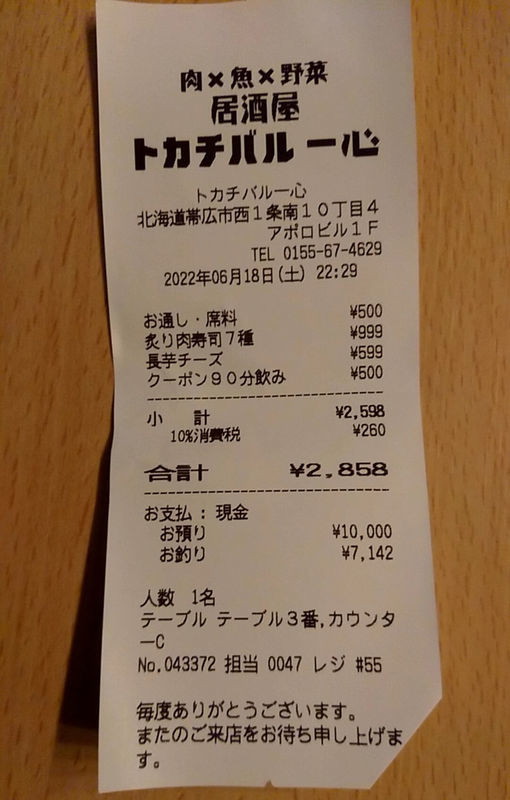 肉×魚×野菜
居酒屋
トカチバル 一心
トカチバル一心
北海道帯広市西1条南10丁目4
アポロビル1F
TEL 0155-67-4629
2022年06月18日(土) 22:29
お通し・席料 ¥500
炙り肉寿司7種 ¥999
長芋チーズ ¥599
クーポン90分飲み ¥500
小 計 ¥2,598
10%消費税 ¥260
合計 ¥2,858
お支払: 現金
お預り ¥10,000
お釣り ¥7,142
人数 1名
テーブル テーブル3番,カウンタ
ーC
No.043372 担当 0047 レジ #55
毎度ありがとうございます。
またのご来店をお待ち申し上げま
す。